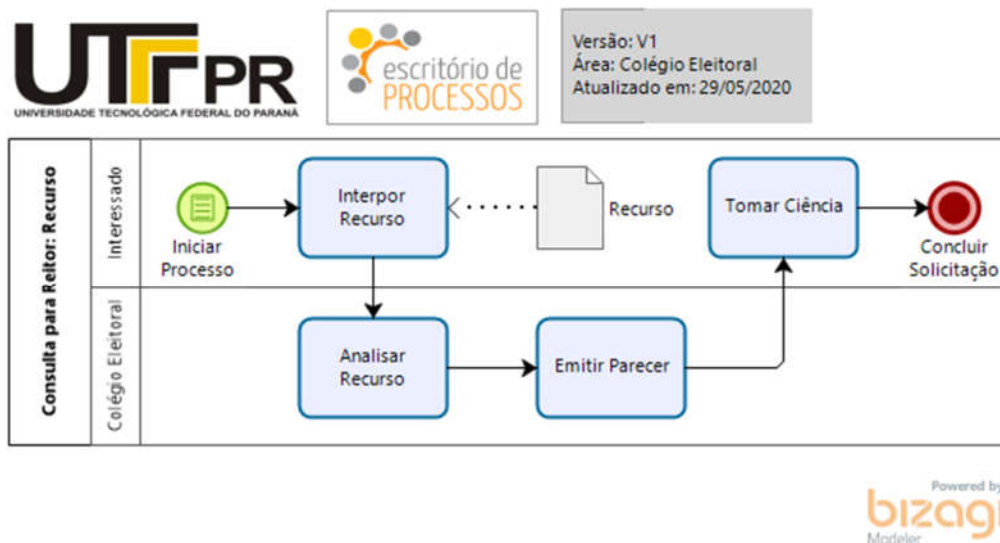 UTFPR
UNIVERSIDADE TECNOLÓGICA FEDERAL DO PARANÁ
escritório de
PROCESSOS
Versão: V1
Área: Colégio Eleitoral
Atualizado em: 29/05/2020
Consulta para Reitor: Recurso
Interessado
Iniciar
Processo
Interpor
Recurso
Recurso
Tomar Ciência
Concluir
Solicitação
Colégio Eleitoral
Analisar
Recurso
Emitir Parecer
Powered by
bizagi
Modeler